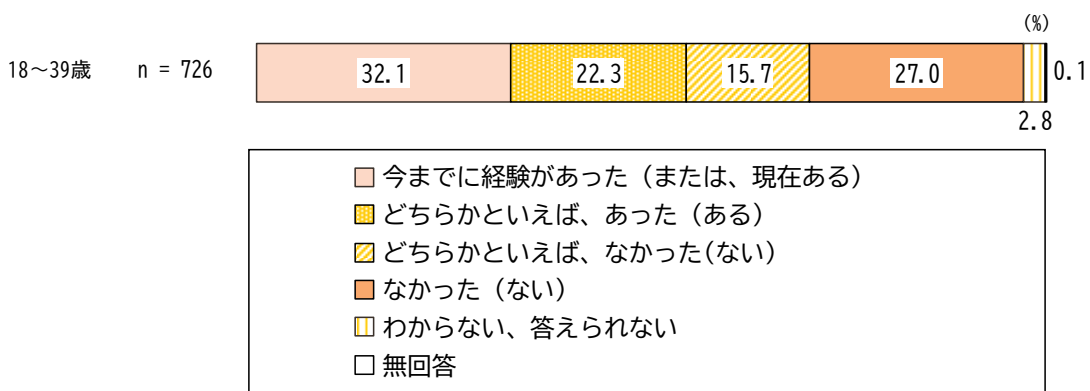 (%)
18～39歳 n = 726 32.1 22.3 15.7 27.0 0.1
2.8
今までに経験があった（または、現在ある）
どちらかといえば、あった（ある）
どちらかといえば、なかった(ない)
なかった（ない）
わからない、答えられない
無回答